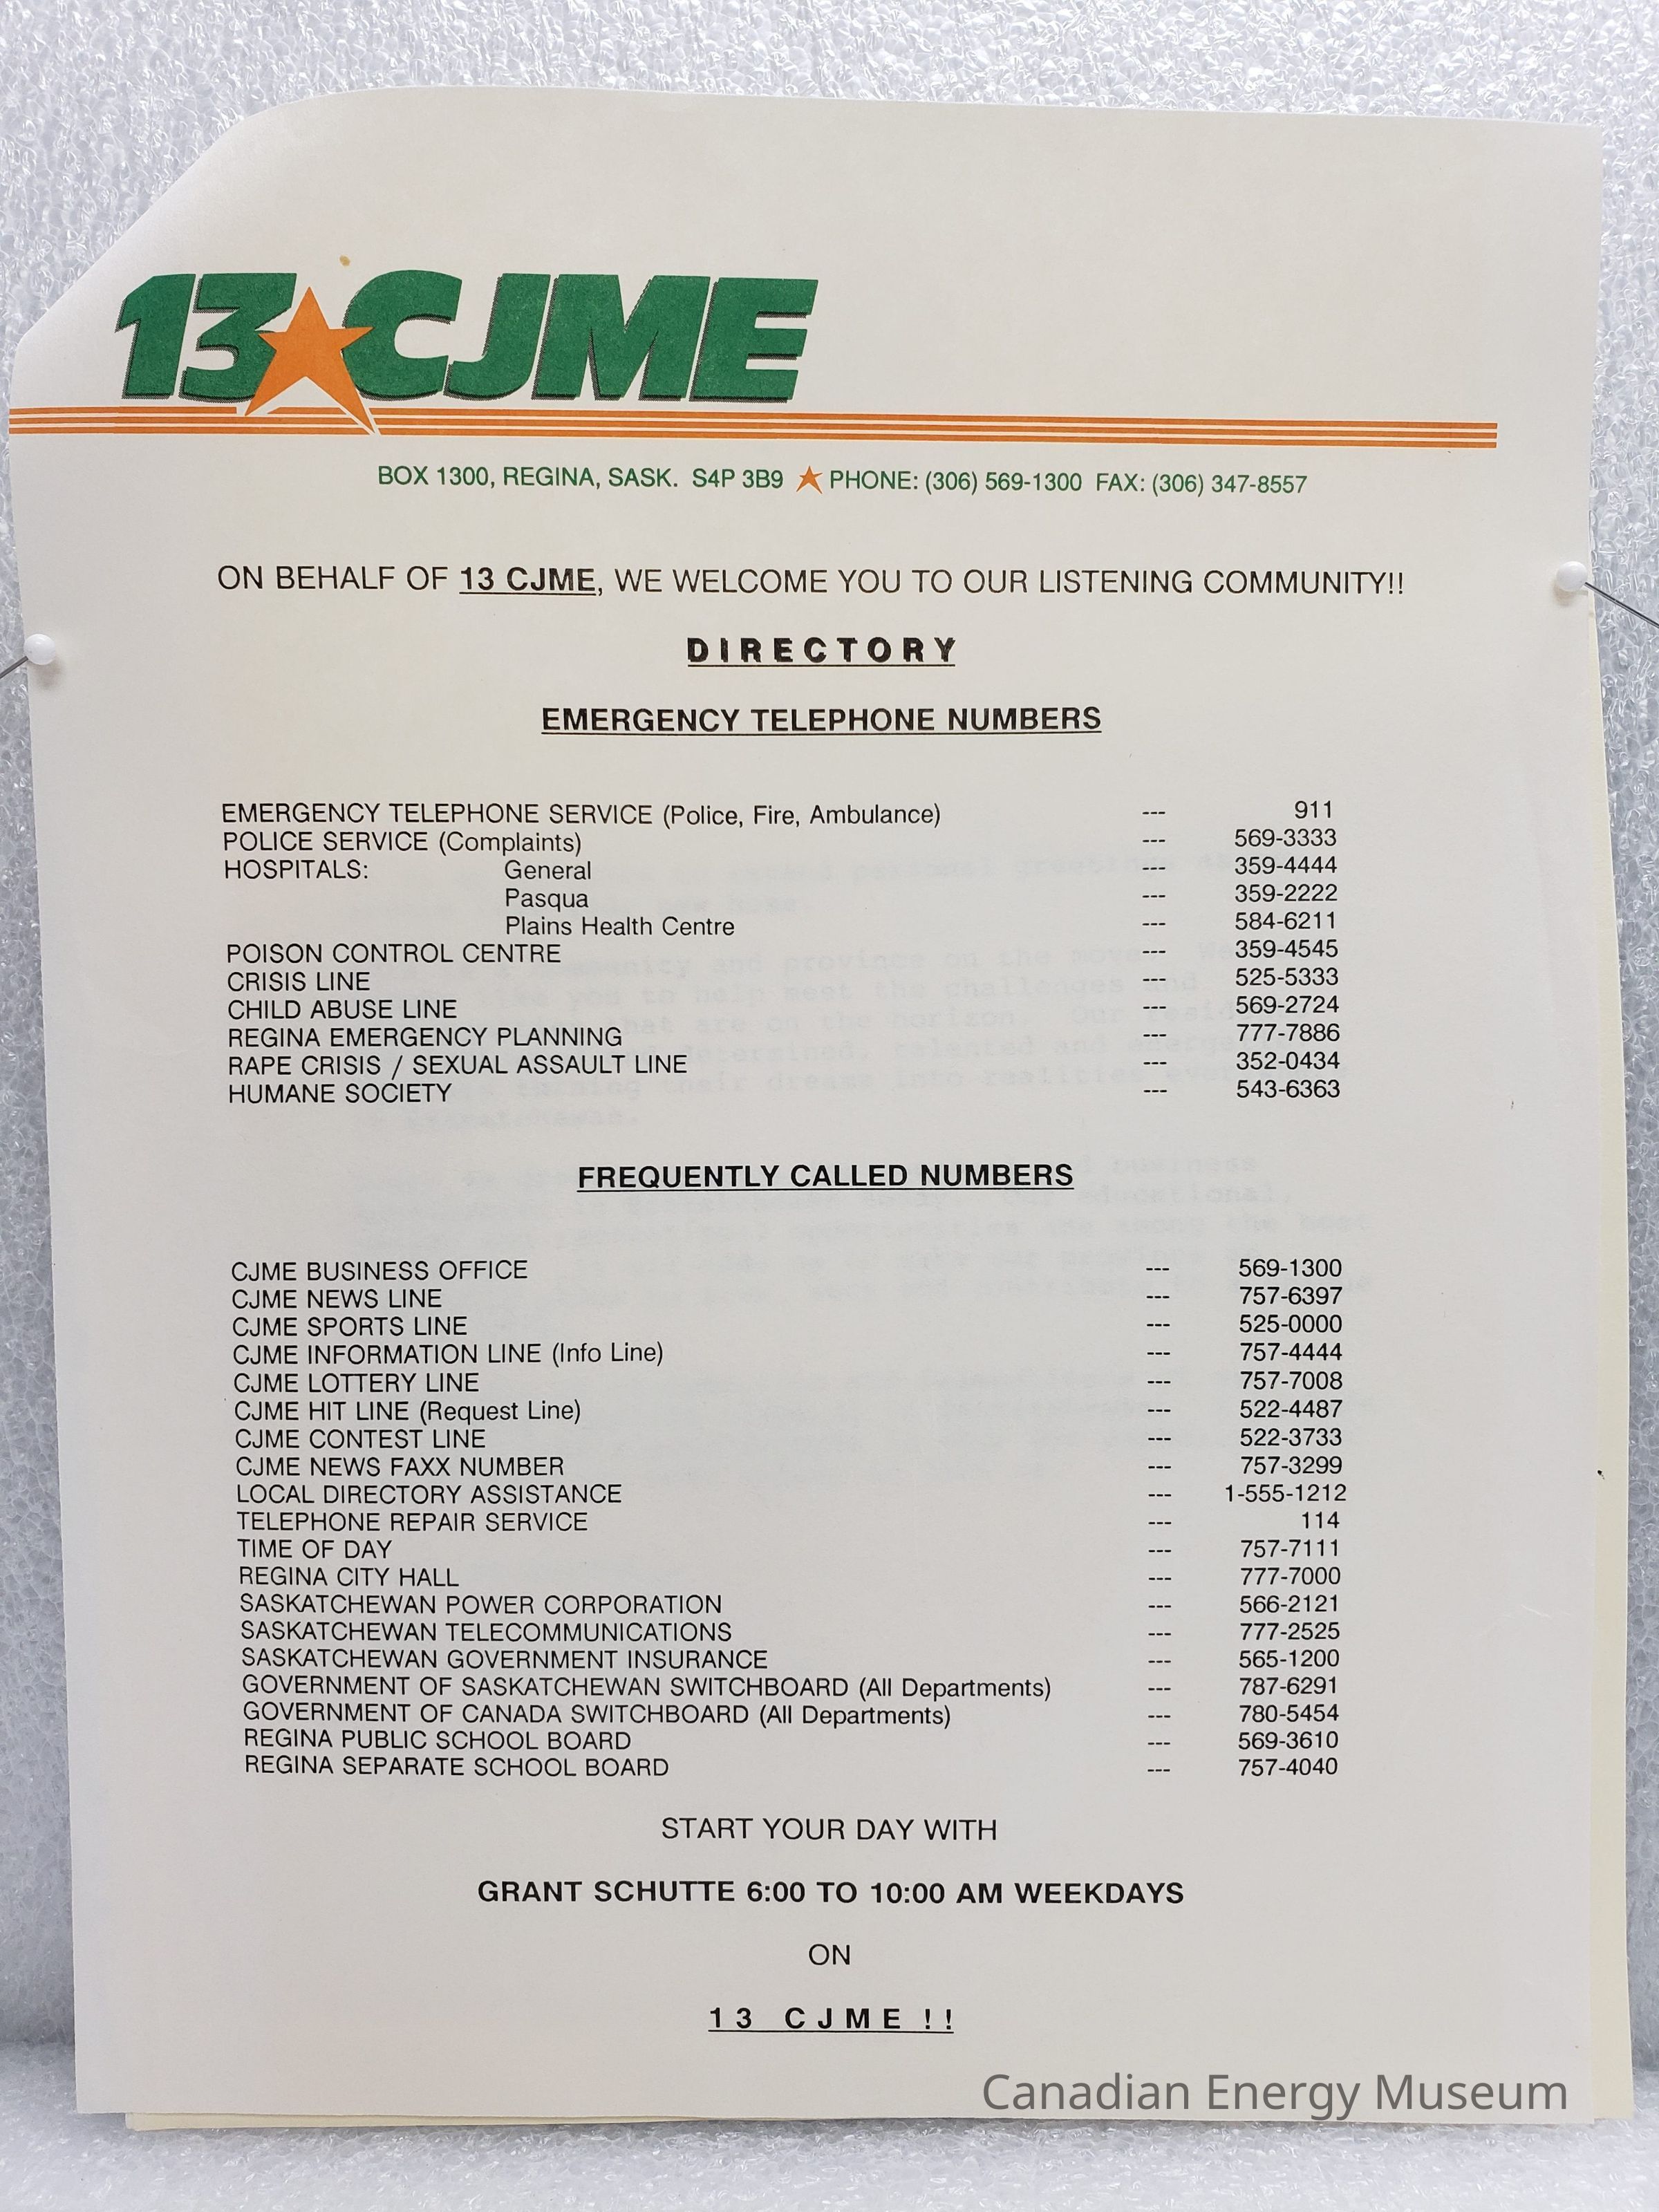 13 CJME
BOX 1300, REGINA, SASK. S4P 3B9 ★ PHONE: (306) 569-1300 FAX: (306) 347-8557
ON BEHALF OF 13 CJME, WE WELCOME YOU TO OUR LISTENING COMMUNITY!!
DIRECTORY
EMERGENCY TELEPHONE NUMBERS
EMERGENCY TELEPHONE SERVICE (Police, Fire, Ambulance) --- 911
POLICE SERVICE (Complaints) --- 569-3333
HOSPITALS: General --- 359-4444
Pasqua --- 359-2222
Plains Health Centre --- 584-6211
POISON CONTROL CENTRE --- 359-4545
CRISIS LINE --- 525-5333
CHILD ABUSE LINE --- 569-2724
REGINA EMERGENCY PLANNING --- 777-7886
RAPE CRISIS / SEXUAL ASSAULT LINE --- 352-0434
HUMANE SOCIETY --- 543-6363
FREQUENTLY CALLED NUMBERS
CJME BUSINESS OFFICE --- 569-1300
CJME NEWS LINE --- 757-6397
CJME SPORTS LINE --- 525-0000
CJME INFORMATION LINE (Info Line) --- 757-4444
CJME LOTTERY LINE --- 757-7008
CJME HIT LINE (Request Line) --- 522-4487
CJME CONTEST LINE --- 522-3733
CJME NEWS FAXX NUMBER --- 757-3299
LOCAL DIRECTORY ASSISTANCE --- 1-555-1212
TELEPHONE REPAIR SERVICE --- 114
TIME OF DAY --- 757-7111
REGINA CITY HALL --- 777-7000
SASKATCHEWAN POWER CORPORATION --- 566-2121
SASKATCHEWAN TELECOMMUNICATIONS --- 777-2525
SASKATCHEWAN GOVERNMENT INSURANCE --- 565-1200
GOVERNMENT OF SASKATCHEWAN SWITCHBOARD (All Departments) --- 787-6291
GOVERNMENT OF CANADA SWITCHBOARD (All Departments) --- 780-5454
REGINA PUBLIC SCHOOL BOARD --- 569-3610
REGINA SEPARATE SCHOOL BOARD --- 757-4040
START YOUR DAY WITH
GRANT SCHUTTE 6:00 TO 10:00 AM WEEKDAYS
ON
13 CJME !!
Canadian Energy Museum